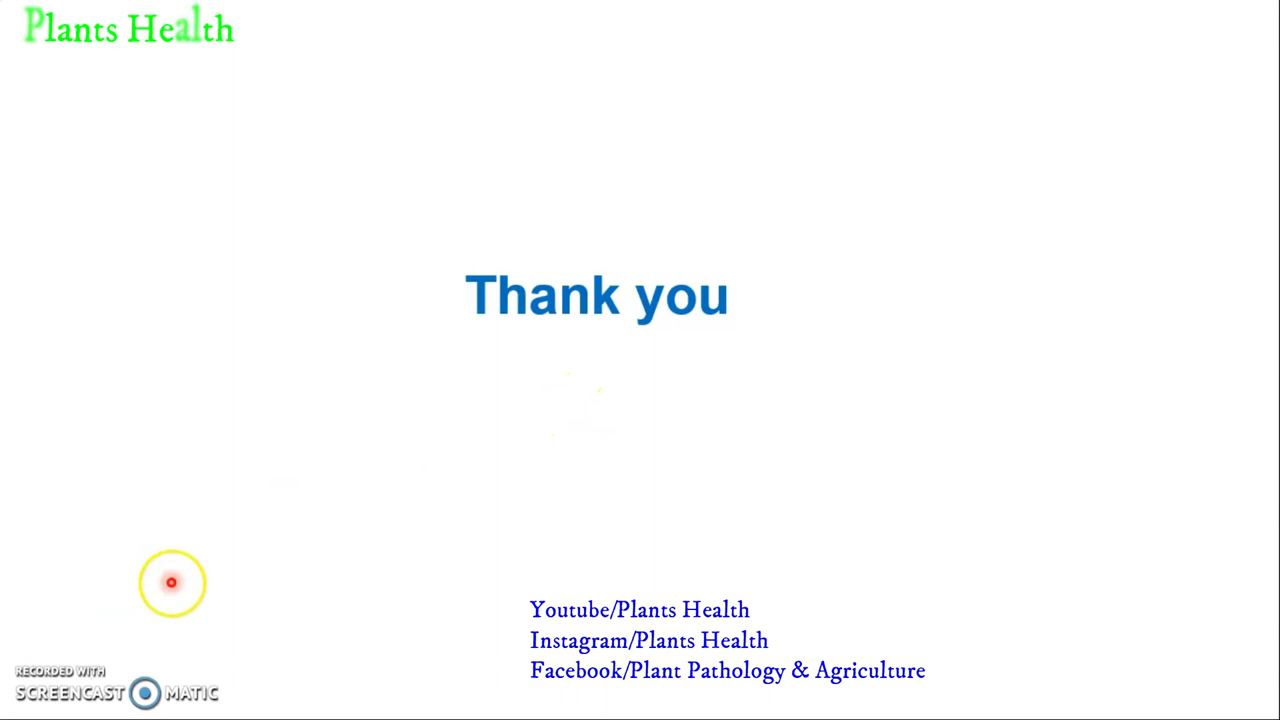 Plants Health
Thank you
Youtube/Plants Health
Instagram/Plants Health
Facebook/Plant Pathology & Agriculture
RECORDED WITH
SCREENCAST MATIC